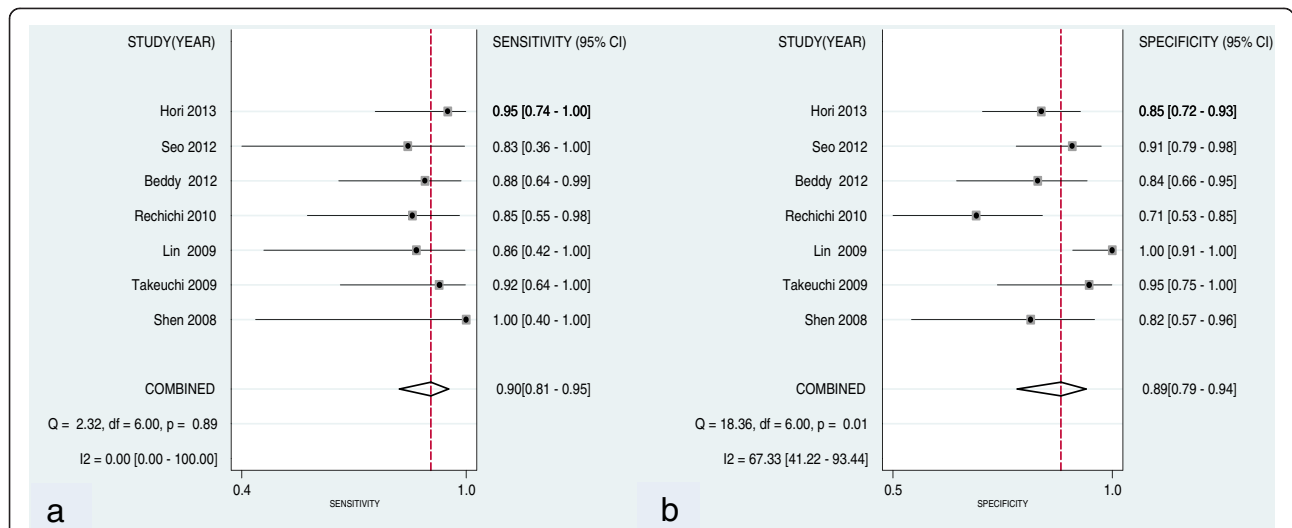 STUDY(YEAR) SENSITIVITY (95% CI)
Hori 2013 0.95 [0.74 - 1.00]
Seo 2012 0.83 [0.36 - 1.00]
Beddy 2012 0.88 [0.64 - 0.99]
Rechichi 2010 0.85 [0.55 - 0.98]
Lin 2009 0.86 [0.42 - 1.00]
Takeuchi 2009 0.92 [0.64 - 1.00]
Shen 2008 1.00 [0.40 - 1.00]
COMBINED 0.90[0.81 - 0.95]
Q = 2.32, df = 6.00, p = 0.89
I2 = 0.00 [0.00 - 100.00]
0.4 1.0
SENSITIVITY
a
STUDY(YEAR) SPECIFICITY (95% CI)
Hori 2013 0.85 [0.72 - 0.93]
Seo 2012 0.91 [0.79 - 0.98]
Beddy 2012 0.84 [0.66 - 0.95]
Rechichi 2010 0.71 [0.53 - 0.85]
Lin 2009 1.00 [0.91 - 1.00]
Takeuchi 2009 0.95 [0.75 - 1.00]
Shen 2008 0.82 [0.57 - 0.96]
COMBINED 0.89[0.79 - 0.94]
Q = 18.36, df = 6.00, p = 0.01
I2 = 67.33 [41.22 - 93.44]
0.5 1.0
SPECIFICITY
b